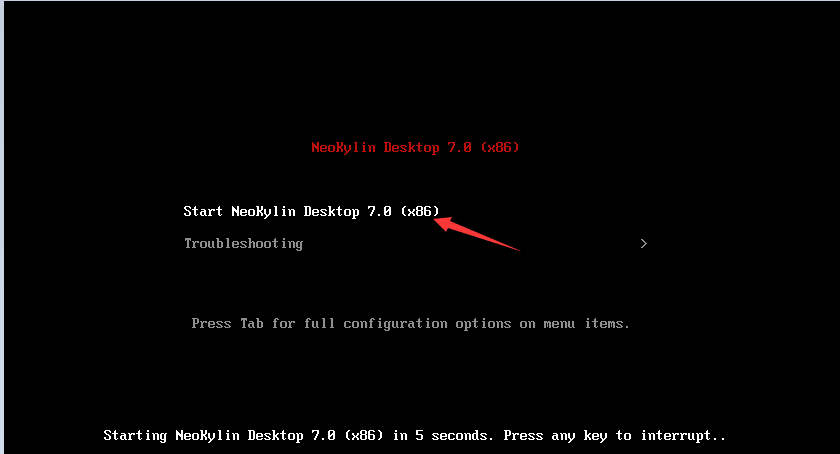 NeoKylin Desktop 7.0 (x86)
Start NeoKylin Desktop 7.0 (x86)
Troubleshooting >
Press Tab for full configuration options on menu items.
Starting NeoKylin Desktop 7.0 (x86) in 5 seconds. Press any key to interrupt..